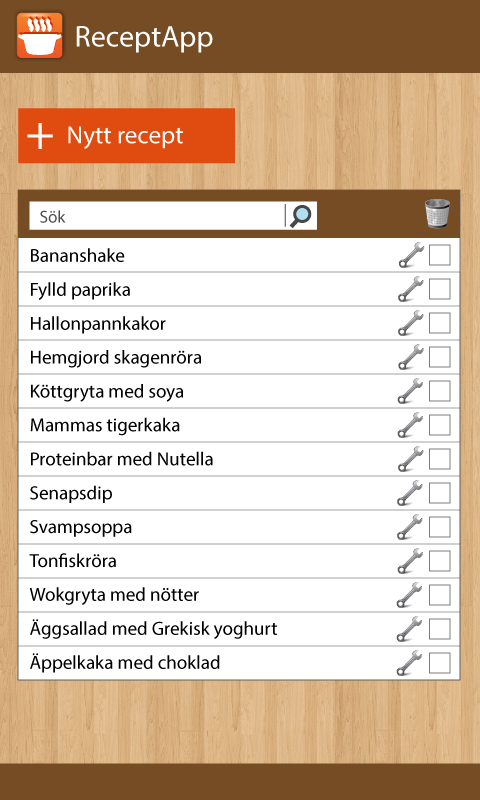 ReceptApp
Nytt recept
Sök
Bananshake
Fylld paprika
Hallonpannkakor
Hemgjord skagenröra
Köttgryta med soya
Mammas tigerkaka
Proteinbar med Nutella
Senapsdip
Svampsoppa
Tonfiskröra
Wokgryta med nötter
Äggsallad med Grekisk yoghurt
Äppelkaka med choklad